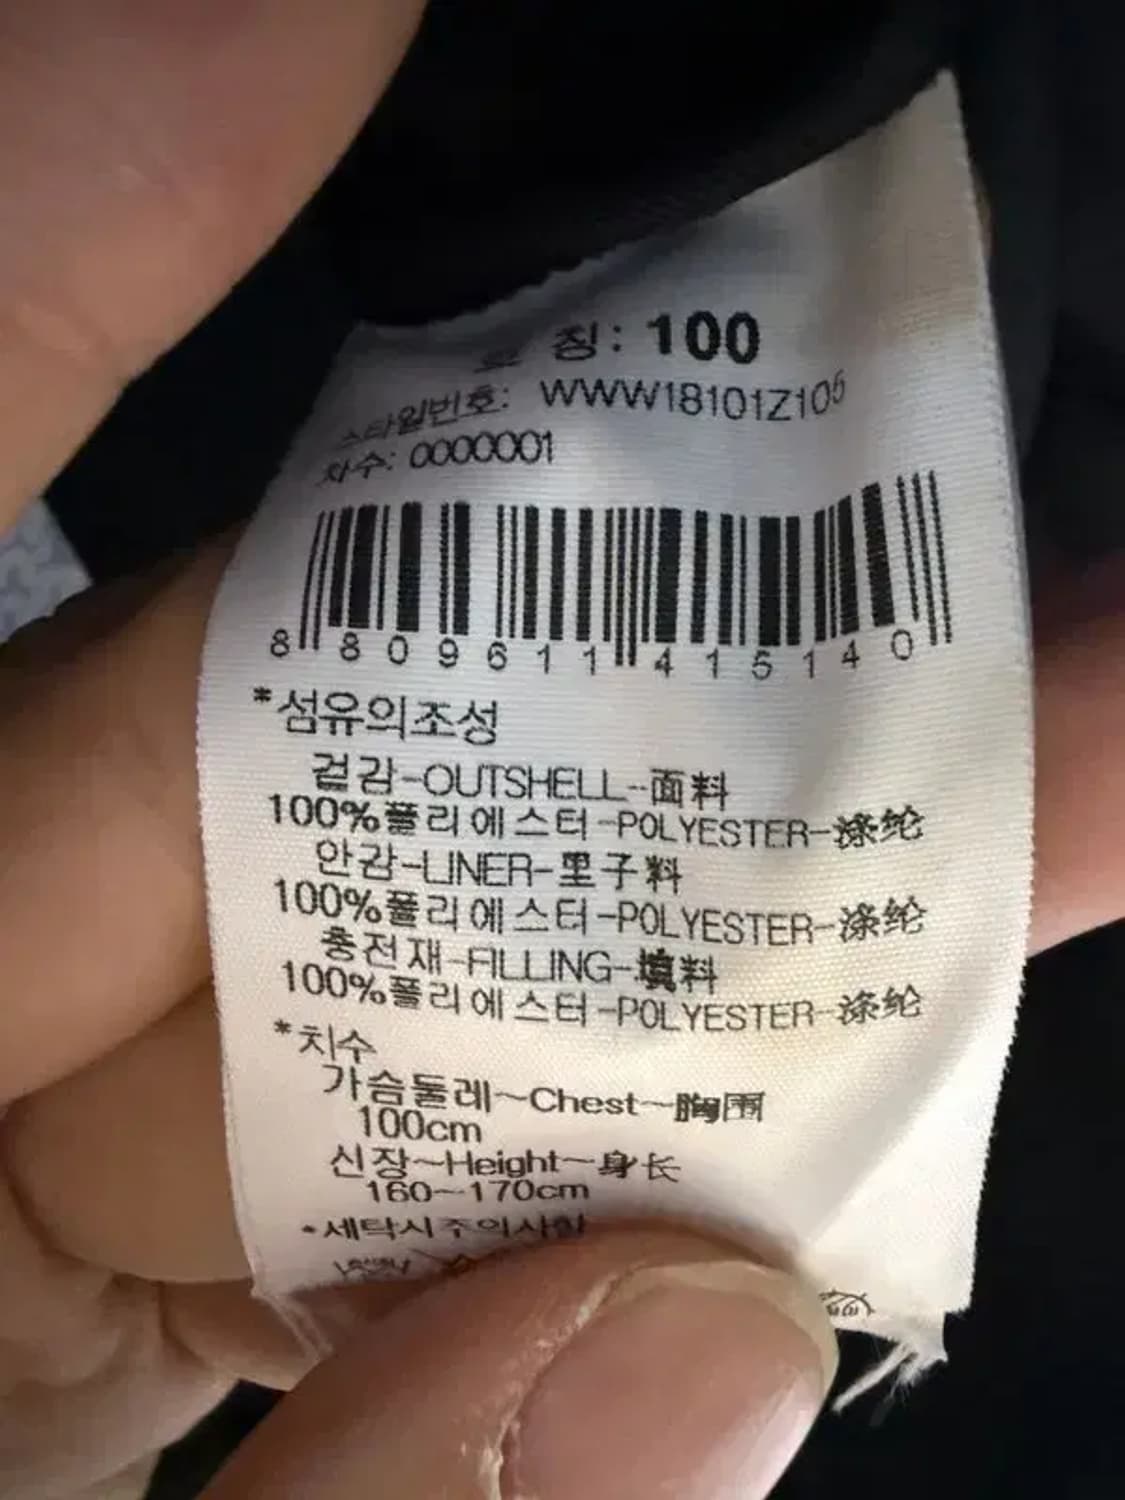 호 칭: 100
스타일번호: WWW18101Z105
차수: 0000001
8 809611 415140
*섬유의조성
겉감-OUTSHELL--面料
100%폴리에스터-POLYESTER-涤纶
안감-LINER-里子料
100%폴리에스터-POLYESTER-涤纶
충전재-FILLING-填料
100%폴리에스터-POLYESTER-涤纶
*치수
가슴둘레~Chest~胸围
100cm
신장~Height~身长
160~170cm
*세탁시주의사항